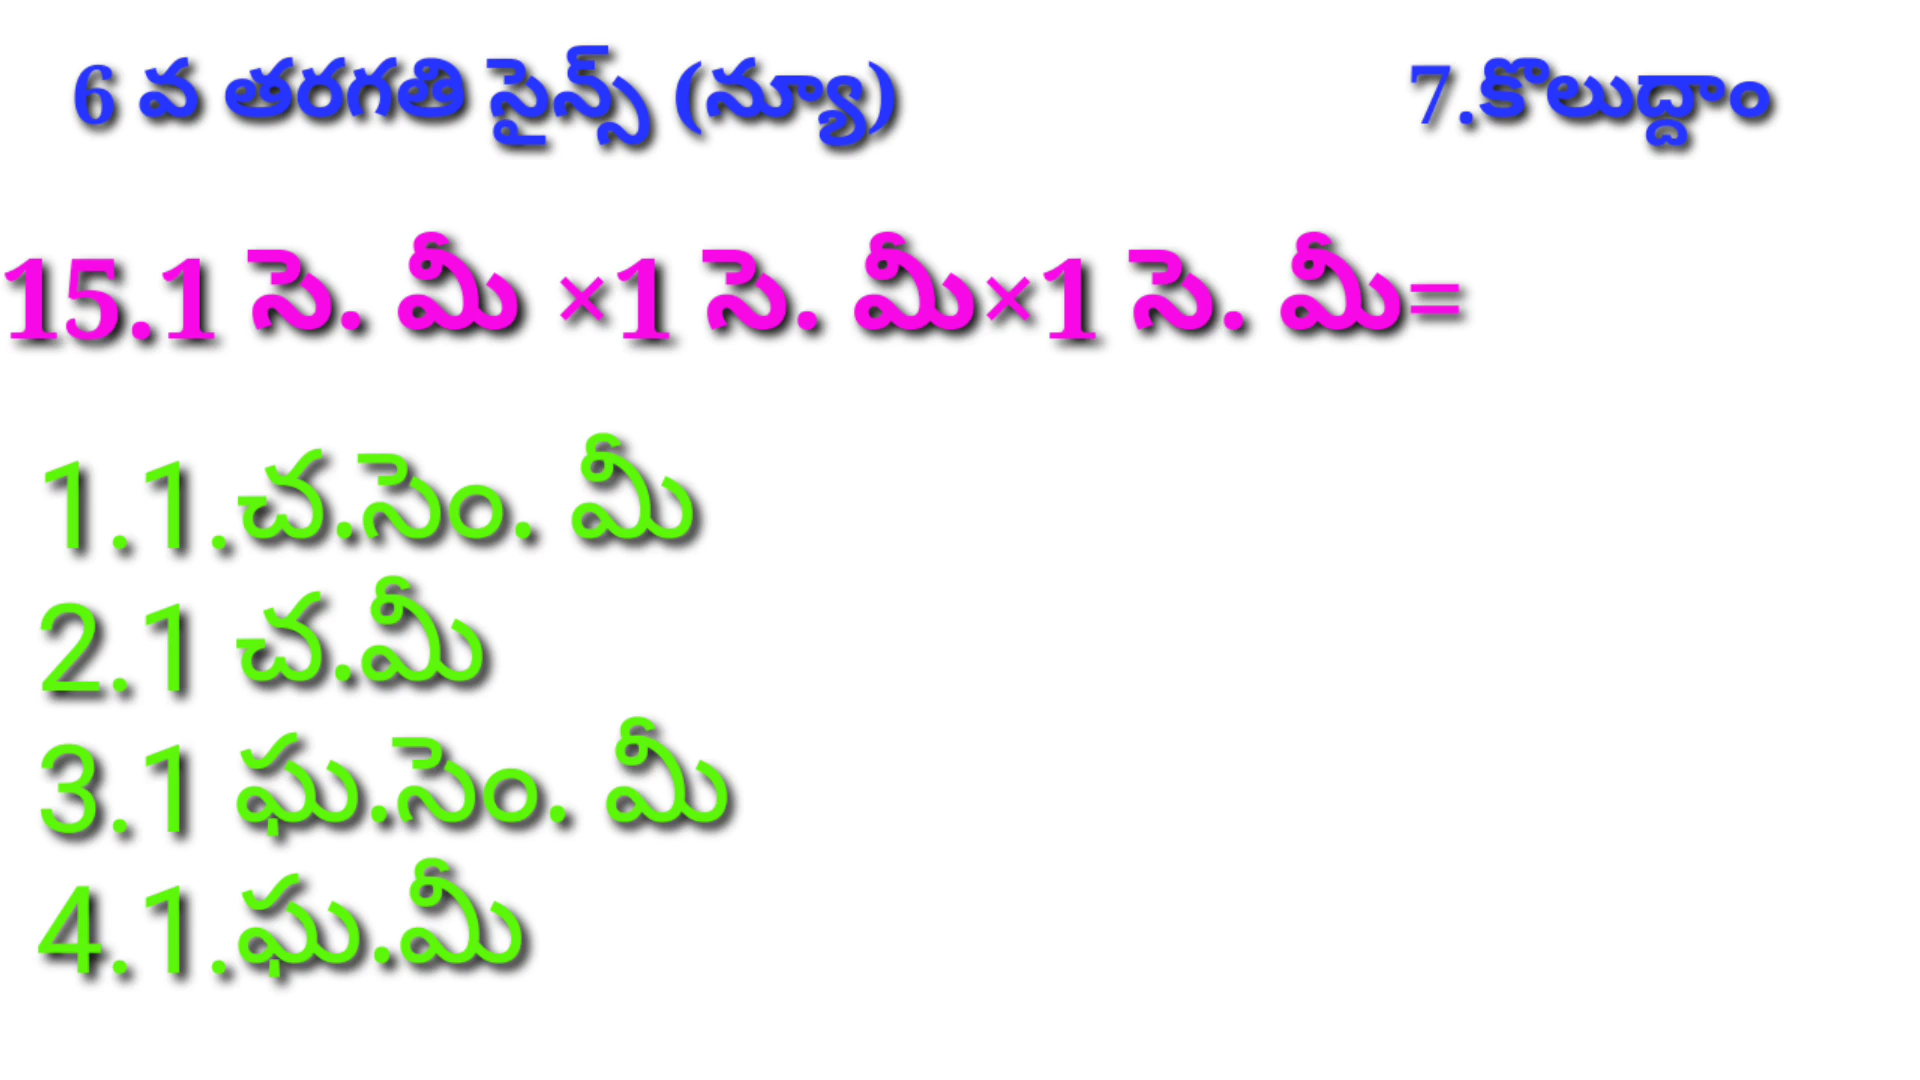 6 వ తరగతి సైన్స్ (న్యూ) 7.కొలుద్దాం
15.1 సె. మీ ×1 సె. మీ×1 సె. మీ=
1.1.చ.సెం. మీ
2.1 చ.మీ
3.1 ఘ.సెం. మీ
4.1.ఘ.మీ